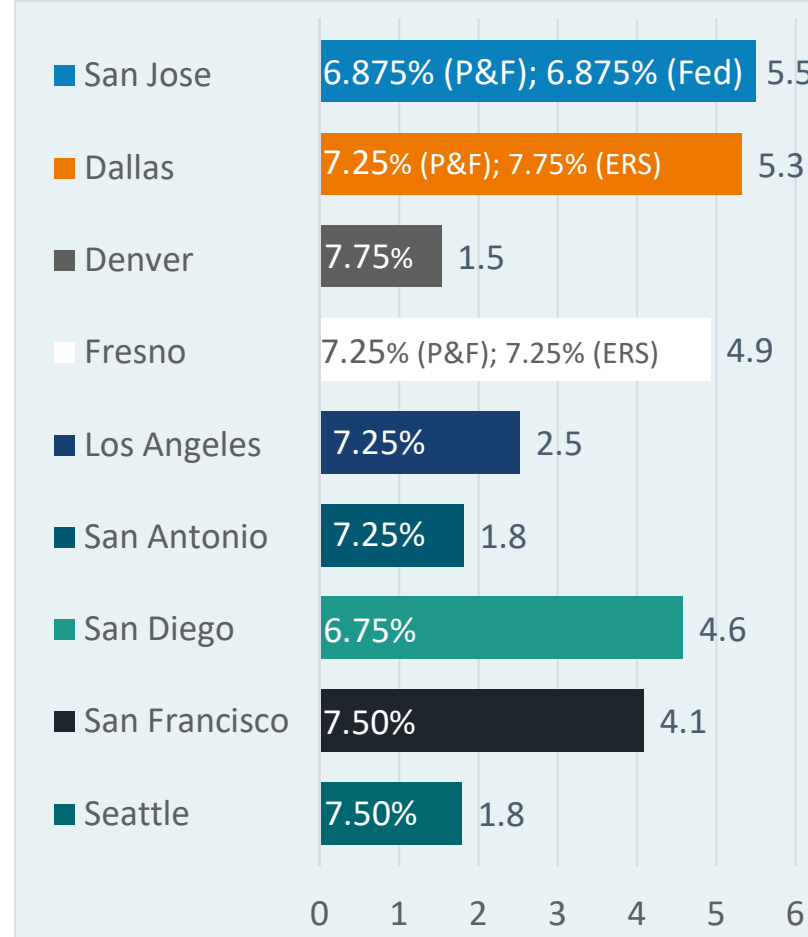 San Jose 6.875% (P&F); 6.875% (Fed) 5.5
Dallas 7.25% (P&F); 7.75% (ERS) 5.3
Denver 7.75% 1.5
Fresno 7.25% (P&F); 7.25% (ERS) 4.9
Los Angeles 7.25% 2.5
San Antonio 7.25% 1.8
San Diego 6.75% 4.6
San Francisco 7.50% 4.1
Seattle 7.50% 1.8
0 1 2 3 4 5 6